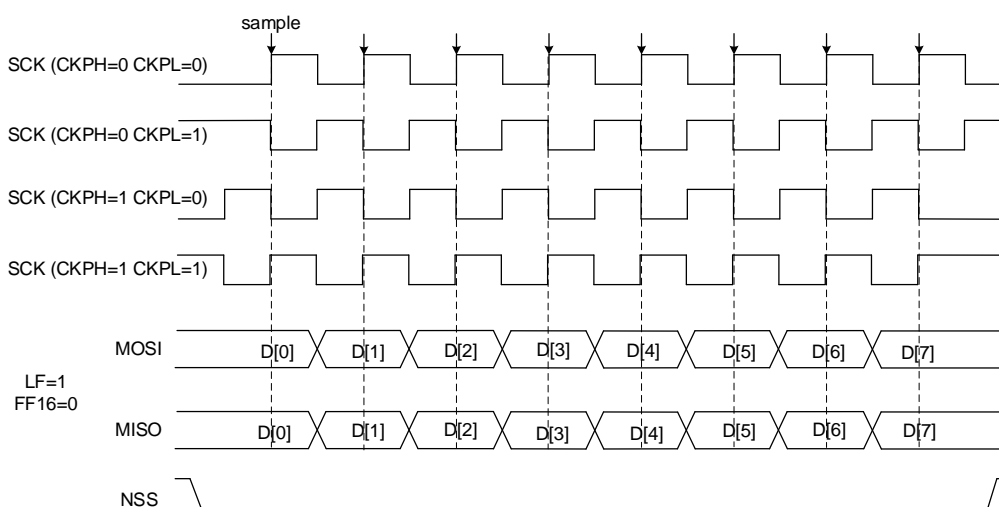 sample
SCK (CKPH=0 CKPL=0)
SCK (CKPH=0 CKPL=1)
SCK (CKPH=1 CKPL=0)
SCK (CKPH=1 CKPL=1)
MOSI
D[0] D[1] D[2] D[3] D[4] D[5] D[6] D[7]
LF=1
FF16=0
MISO
D[0] D[1] D[2] D[3] D[4] D[5] D[6] D[7]
NSS